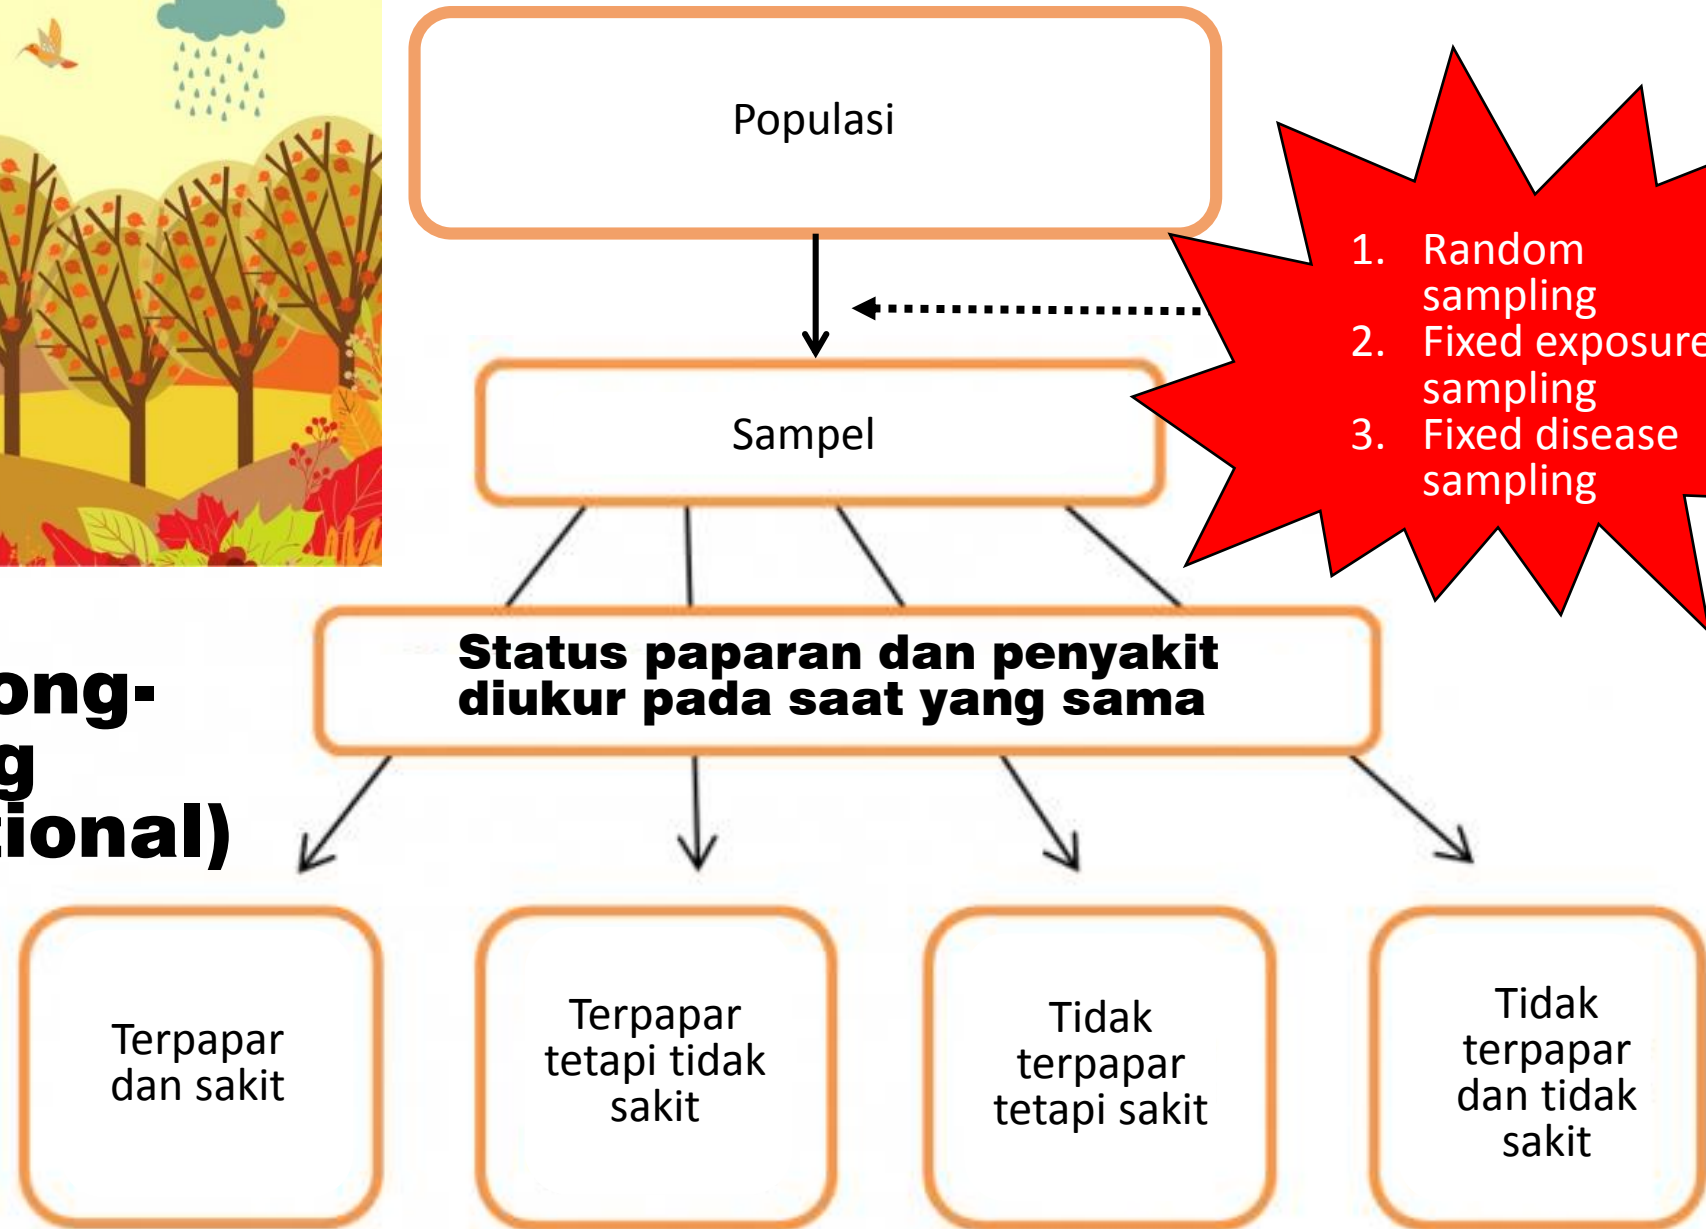 Populasi
1. Random
sampling
2. Fixed exposure
sampling
3. Fixed disease
sampling
Sampel
Status paparan dan penyakit
diukur pada saat yang sama
ong-
g
tional)
Terpapar
dan sakit
Terpapar
tetapi tidak
sakit
Tidak
terpapar
tetapi sakit
Tidak
terpapar
dan tidak
sakit